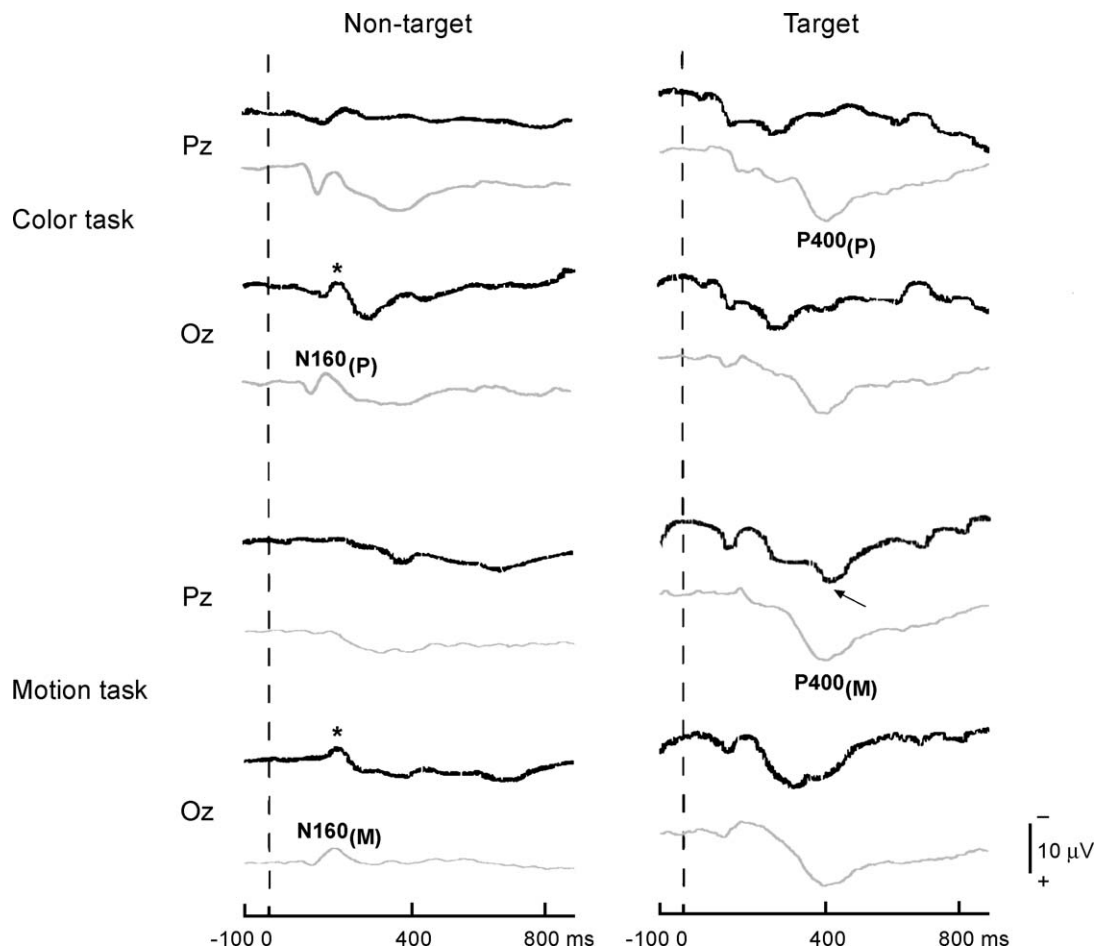 Non-target Target
Pz
Color task
P400(P)
*
Oz
N160(P)
Pz
Motion task
P400(M)
*
Oz
N160(M)
–
10 μV
+
-100 0 400 800 ms -100 0 400 800 ms